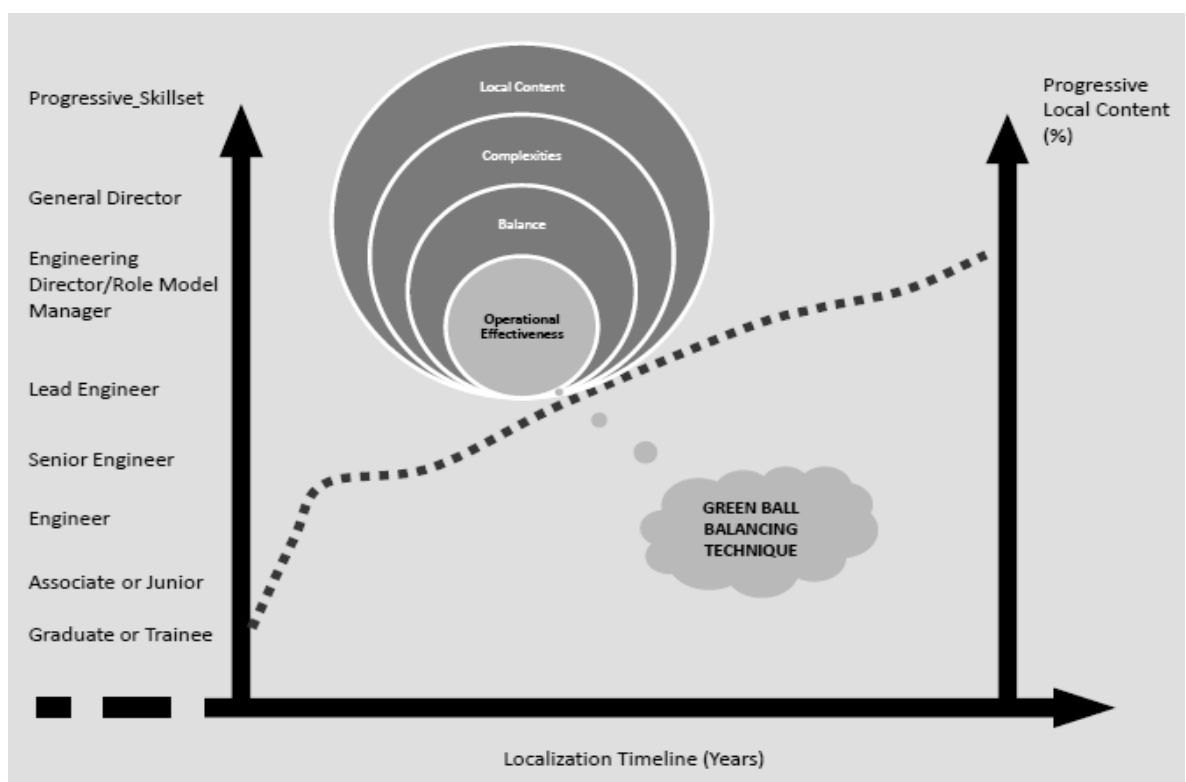 Progressive_Skillset
General Director
Engineering
Director/Role Model
Manager
Lead Engineer
Senior Engineer
Engineer
Associate or Junior
Graduate or Trainee
Local Content
Complexities
Balance
Operational
Effectiveness
GREEN BALL
BALANCING
TECHNIQUE
Progressive
Local Content
(%)
Localization Timeline (Years)